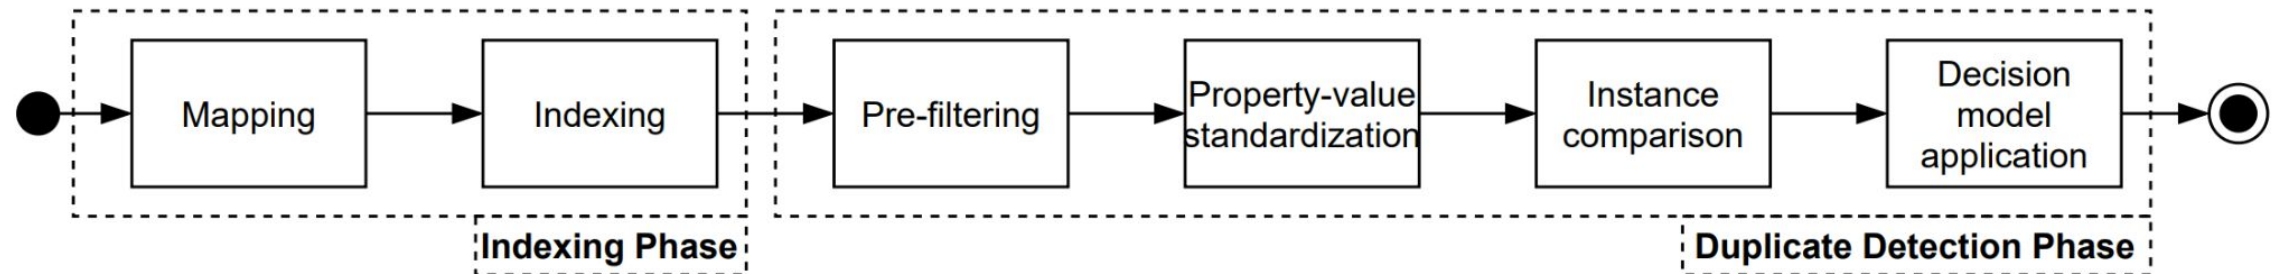 Mapping
Indexing
Pre-filtering
Property-value
standardization
Instance
comparison
Decision
model
application
Indexing Phase
Duplicate Detection Phase